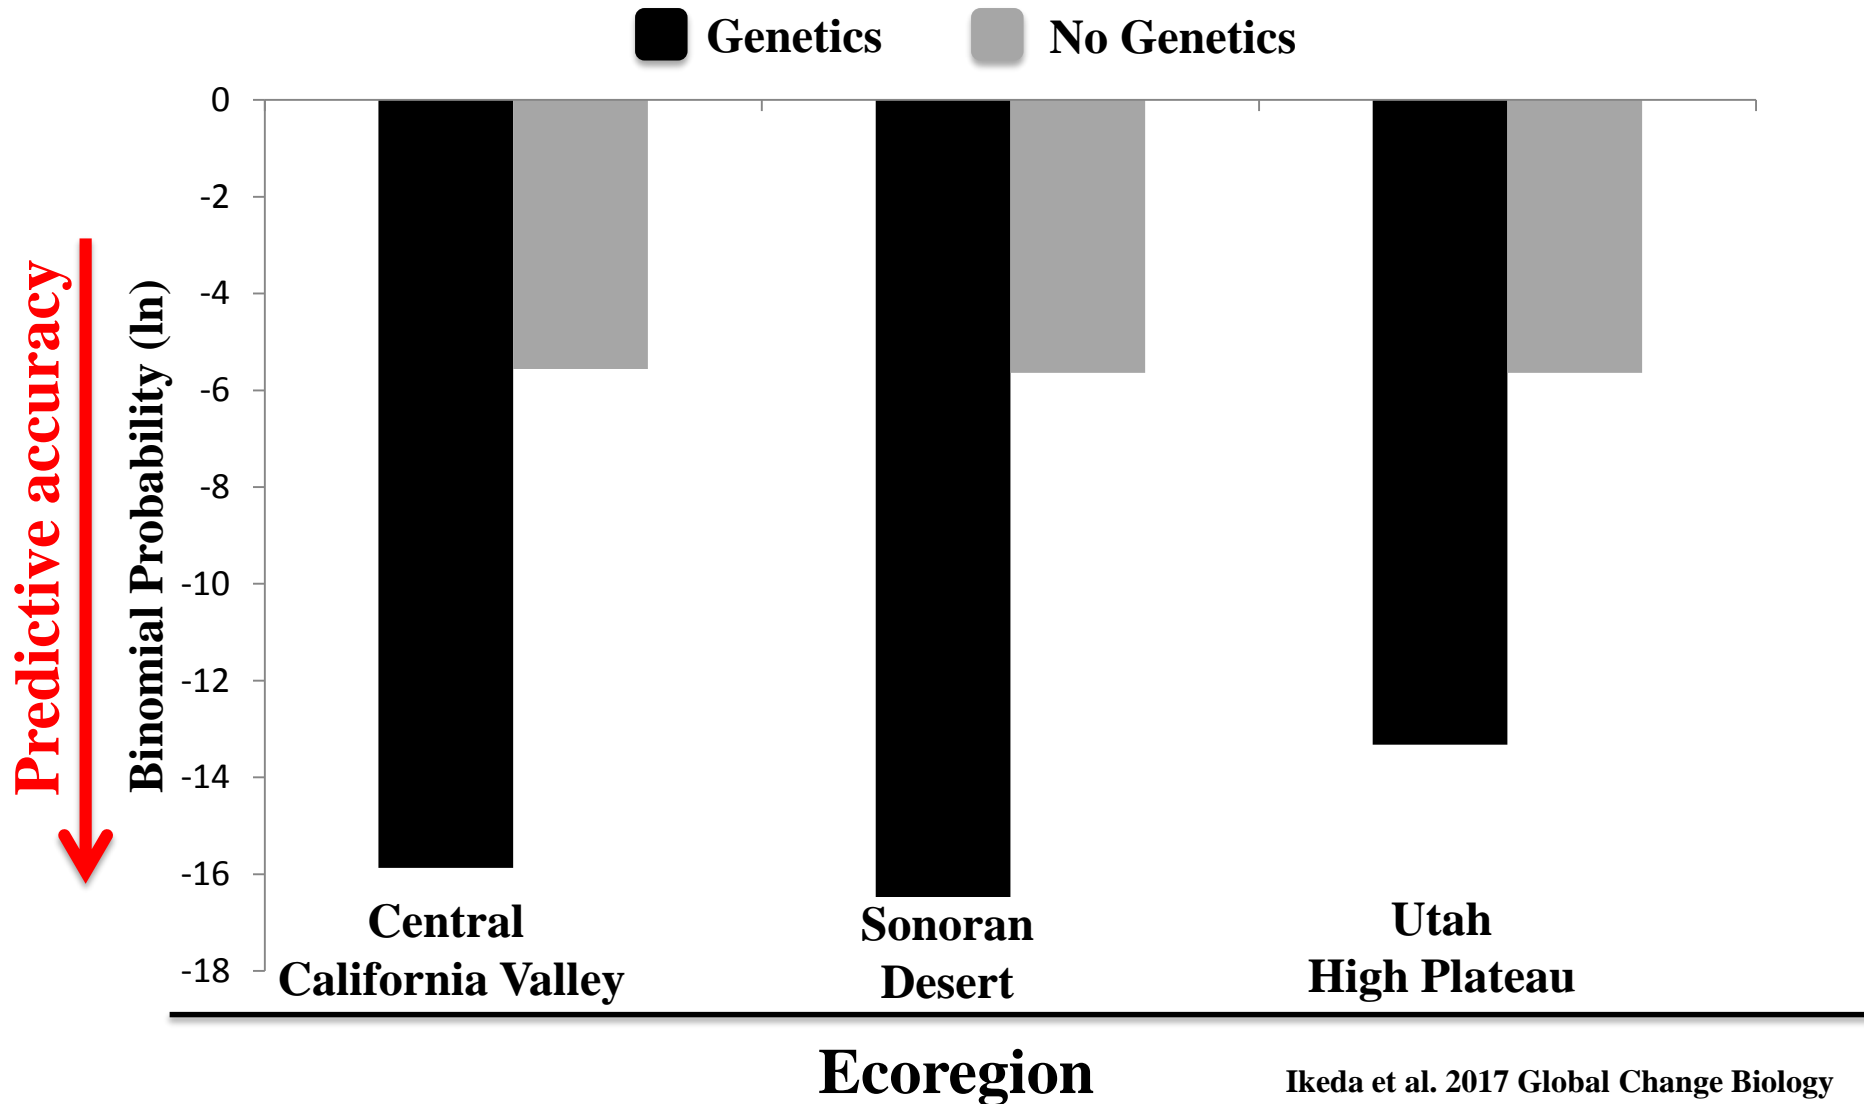 Genetics
No Genetics
0
-2
-4
-6
-8
-10
-12
-14
-16
-18
Predictive accuracy
Binomial Probability (ln)
Central
California Valley
Sonoran
Desert
Utah
High Plateau
Ecoregion
Ikeda et al. 2017 Global Change Biology